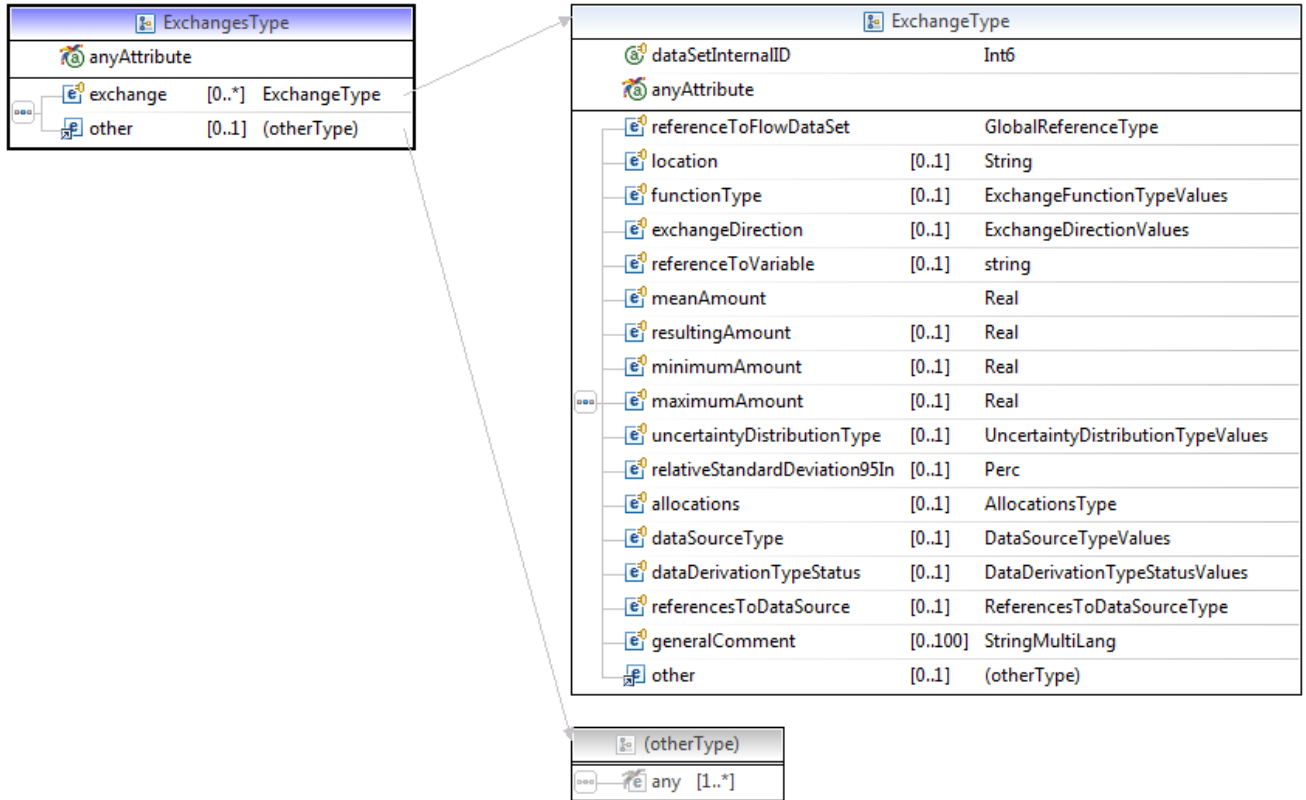 ExchangesType
anyAttribute
exchange [0..*] ExchangeType
other [0..1] (otherType)
ExchangeType
dataSetInternalID Int6
anyAttribute
referenceToFlowDataSet GlobalReferenceType
location [0..1] String
functionType [0..1] ExchangeFunctionTypeValues
exchangeDirection [0..1] ExchangeDirectionValues
referenceToVariable [0..1] string
meanAmount Real
resultingAmount [0..1] Real
minimumAmount [0..1] Real
maximumAmount [0..1] Real
uncertaintyDistributionType [0..1] UncertaintyDistributionTypeValues
relativeStandardDeviation95In [0..1] Perc
allocations [0..1] AllocationsType
dataSourceType [0..1] DataSourceTypeValues
dataDerivationTypeStatus [0..1] DataDerivationTypeStatusValues
referencesToDataSource [0..1] ReferencesToDataSourceType
generalComment [0..100] StringMultiLang
other [0..1] (otherType)
(otherType)
any [1..*]